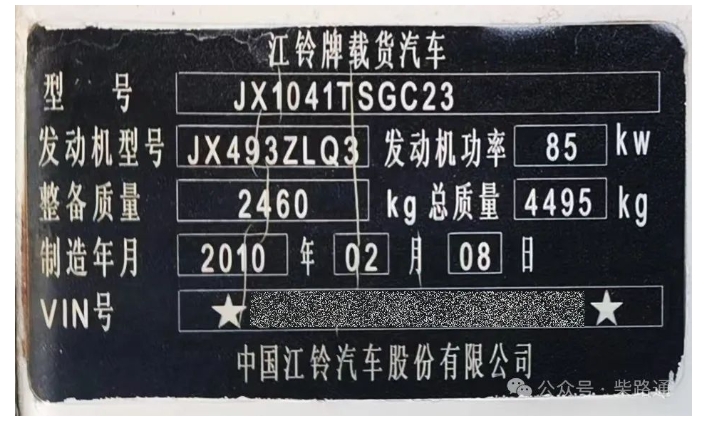 江铃牌载货汽车
型 号 JX1041TSGC23
发动机型号 JX493ZLQ3 发动机功率 85 kw
整备质量 2460 kg 总质量 4495 kg
制造年月 2010 年 02 月 08 日
VIN号 ★ ★
中国江铃汽车股份有限公司
公众号·柴路通